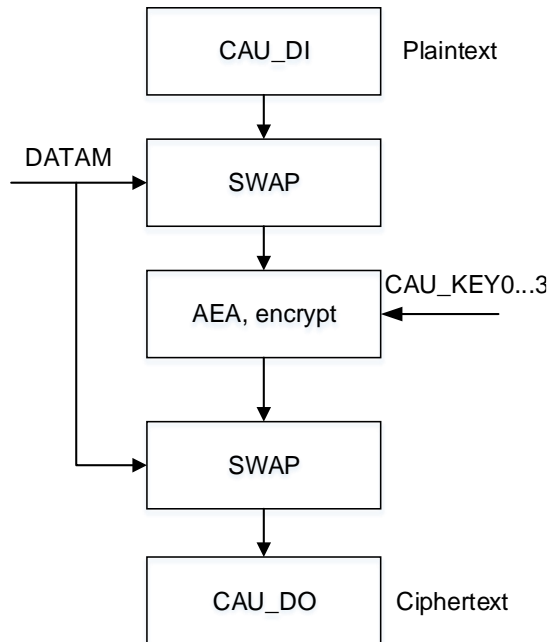 CAU_DI
Plaintext
DATAM
SWAP
CAU_KEY0...3
AEA, encrypt
SWAP
CAU_DO
Ciphertext